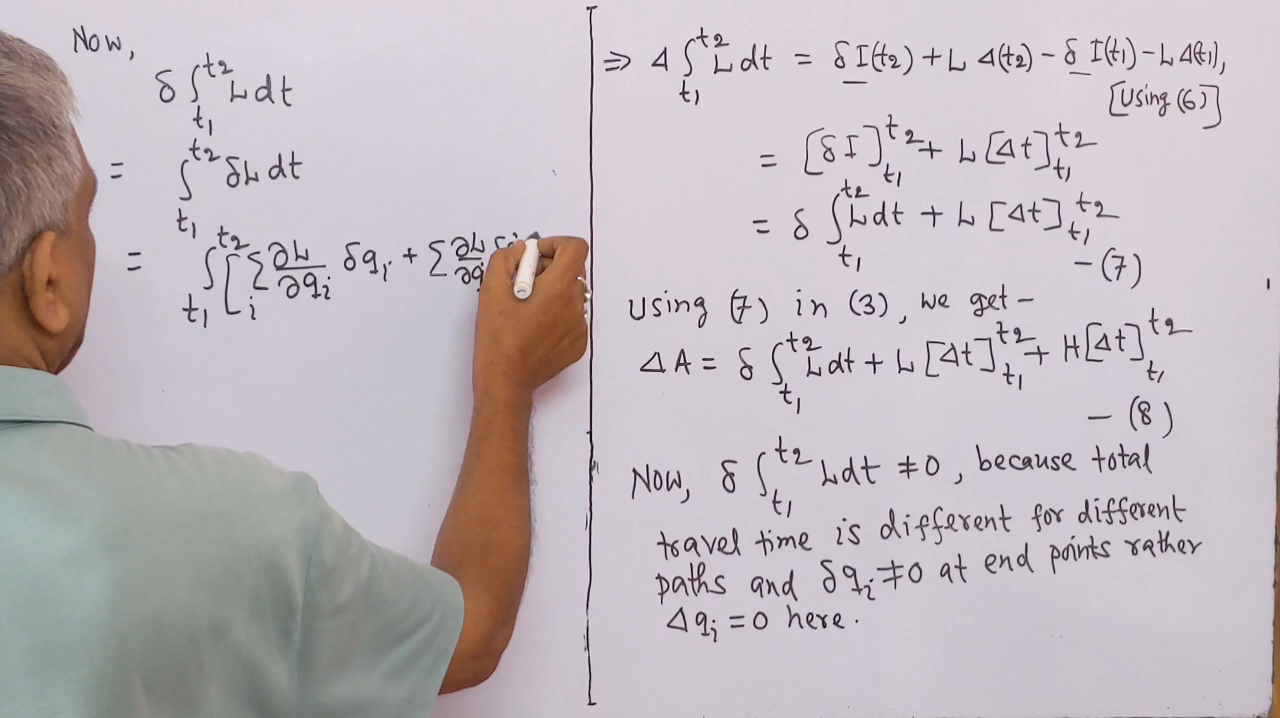 Now,
δ ∫_{t1}^{t2} L dt
= ∫_{t1}^{t2} δL dt
= ∫_{t1}^{t2} [ Σ_i ∂L/∂q_i δq_i + Σ ∂L/∂q
⇒ Δ ∫_{t1}^{t2} L dt = δ I(t2) + L Δ(t2) - δ I(t1) - L Δ(t1),
[Using (6)]
= [δI]_{t1}^{t2} + L [Δt]_{t1}^{t2}
= δ ∫_{t1}^{t2} L dt + L [Δt]_{t1}^{t2}
- (7)
Using (7) in (3), we get -
ΔA = δ ∫_{t1}^{t2} L dt + L [Δt]_{t1}^{t2} + H [Δt]_{t1}^{t2}
- (8)
Now, δ ∫_{t1}^{t2} L dt ≠ 0, because total
travel time is different for different
paths and δq_i ≠ 0 at end points rather
Δq_i = 0 here.